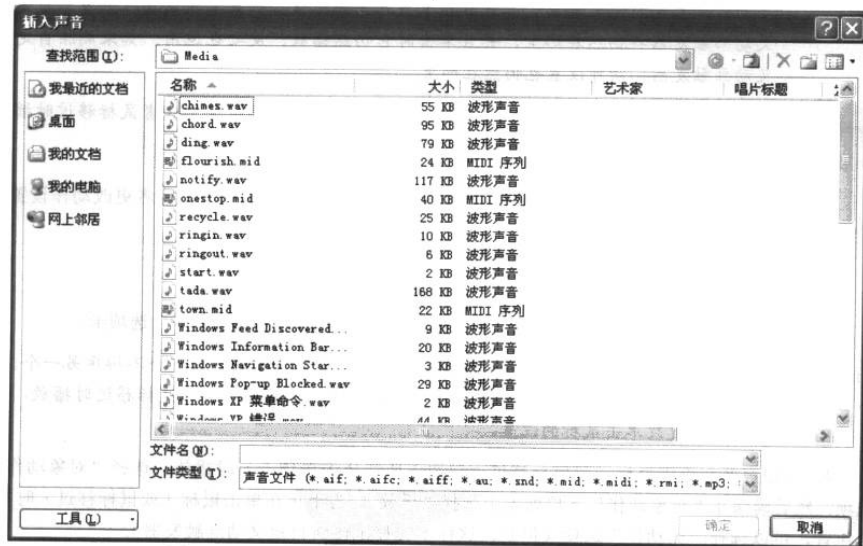 插入声音
查找范围(I): Media
我最近的文档
桌面
我的文档
我的电脑
网上邻居
名称 大小 类型 艺术家 唱片标题
chimes.wav 55 KB 波形声音
chord.wav 95 KB 波形声音
ding.wav 79 KB 波形声音
flourish.mid 24 KB MIDI 序列
notify.wav 117 KB 波形声音
onestop.mid 40 KB MIDI 序列
recycle.wav 25 KB 波形声音
ringin.wav 10 KB 波形声音
ringout.wav 6 KB 波形声音
start.wav 2 KB 波形声音
tada.wav 168 KB 波形声音
town.mid 22 KB MIDI 序列
Windows Feed Discovered... 9 KB 波形声音
Windows Information Bar... 20 KB 波形声音
Windows Navigation Star... 3 KB 波形声音
Windows Pop-up Blocked.wav 29 KB 波形声音
Windows XP 菜单命令.wav 2 KB 波形声音
Windows XP 错误.wav 44 KB 波形声音
文件名(N):
文件类型(T): 声音文件 (*.aif; *.aifc; *.aiff; *.au; *.snd; *.mid; *.midi; *.rmi; *.mp3;
工具(L) 确定 取消